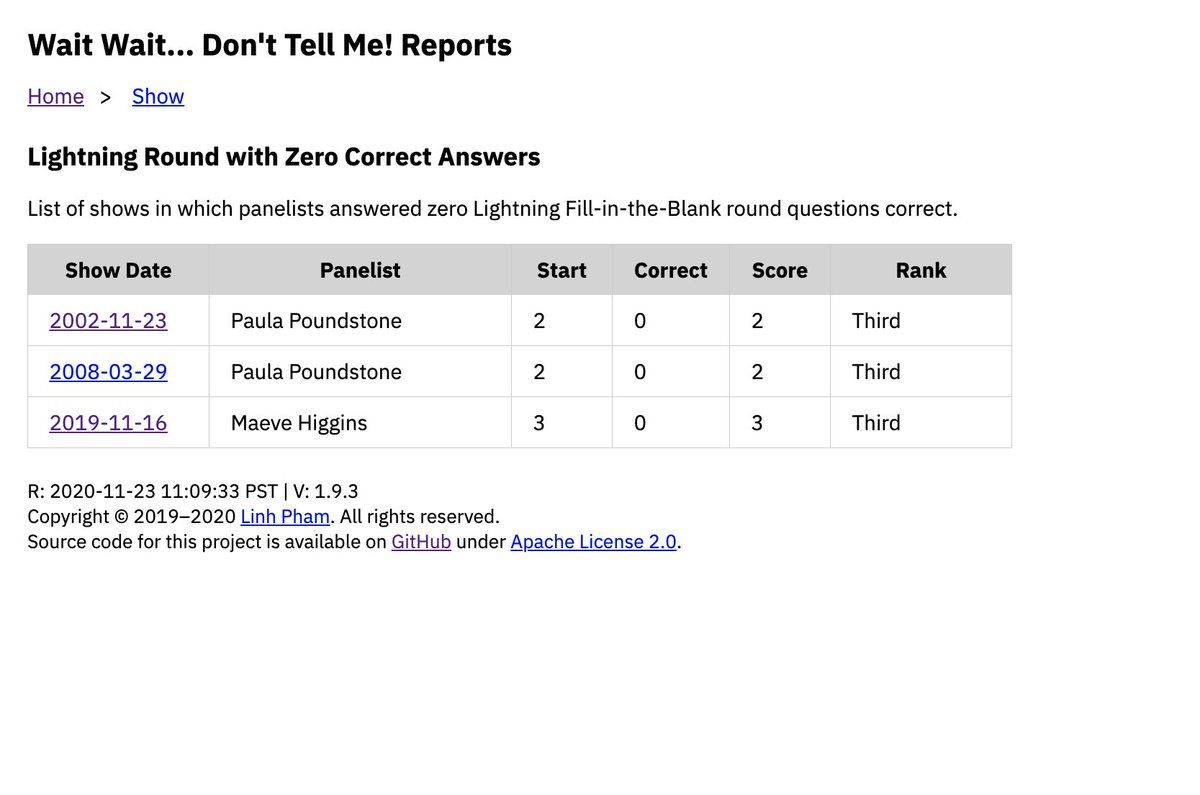 Wait Wait... Don't Tell Me! Reports
Home > Show
Lightning Round with Zero Correct Answers
List of shows in which panelists answered zero Lightning Fill-in-the-Blank round questions correct.
Show Date Panelist Start Correct Score Rank
2002-11-23 Paula Poundstone 2 0 2 Third
2008-03-29 Paula Poundstone 2 0 2 Third
2019-11-16 Maeve Higgins 3 0 3 Third
R: 2020-11-23 11:09:33 PST | V: 1.9.3
Copyright © 2019–2020 Linh Pham. All rights reserved.
Source code for this project is available on GitHub under Apache License 2.0.